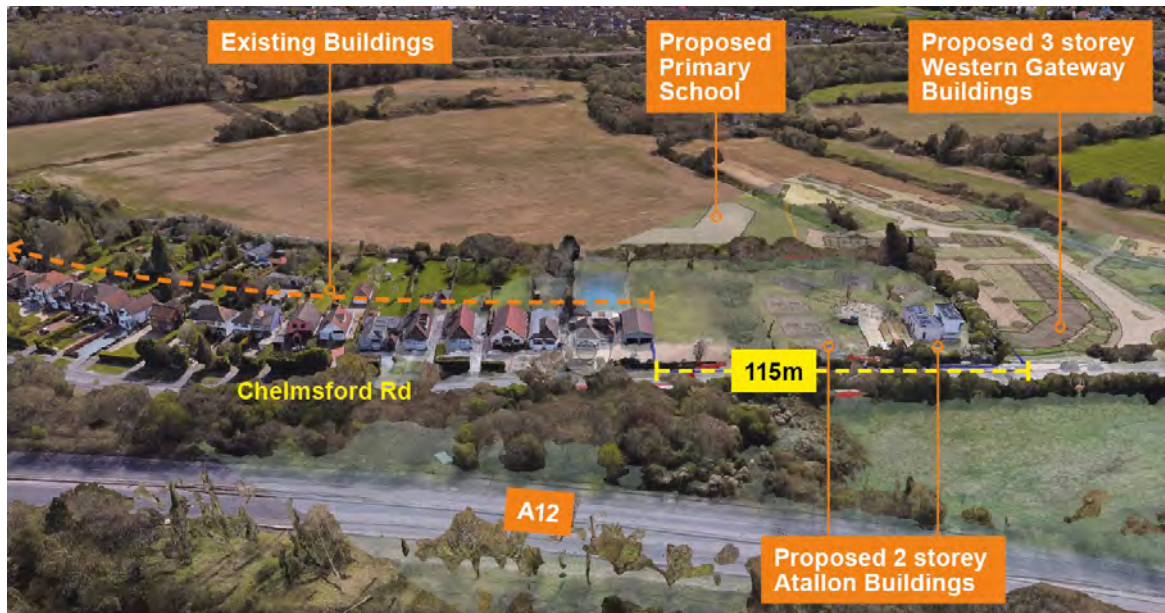 Existing Buildings
Proposed
Primary
School
Proposed 3 storey
Western Gateway
Buildings
Chelmsford Rd
115m
A12
Proposed 2 storey
Atallon Buildings